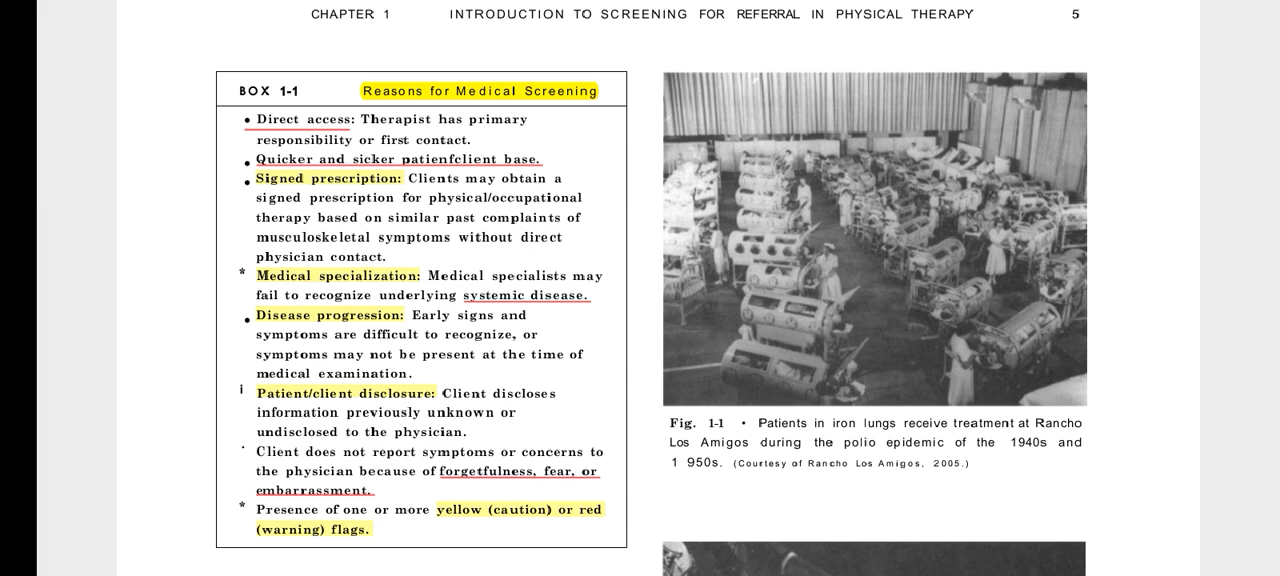 CHAPTER 1 INTRODUCTION TO SCREENING FOR REFERRAL IN PHYSICAL THERAPY 5
BOX 1-1 Reasons for Medical Screening
• Direct access: Therapist has primary
responsibility or first contact.
• Quicker and sicker patienfclient base.
• Signed prescription: Clients may obtain a
signed prescription for physical/occupational
therapy based on similar past complaints of
musculoskeletal symptoms without direct
physician contact.
* Medical specialization: Medical specialists may
fail to recognize underlying systemic disease.
• Disease progression: Early signs and
symptoms are difficult to recognize, or
symptoms may not be present at the time of
medical examination.
i Patient/client disclosure: Client discloses
information previously unknown or
undisclosed to the physician.
· Client does not report symptoms or concerns to
the physician because of forgetfulness, fear, or
embarrassment.
* Presence of one or more yellow (caution) or red
(warning) flags.
Fig. 1-1 • Patients in iron lungs receive treatment at Rancho
Los Amigos during the polio epidemic of the 1940s and
1 950s. (Courtesy of Rancho Los Amigos, 2005.)